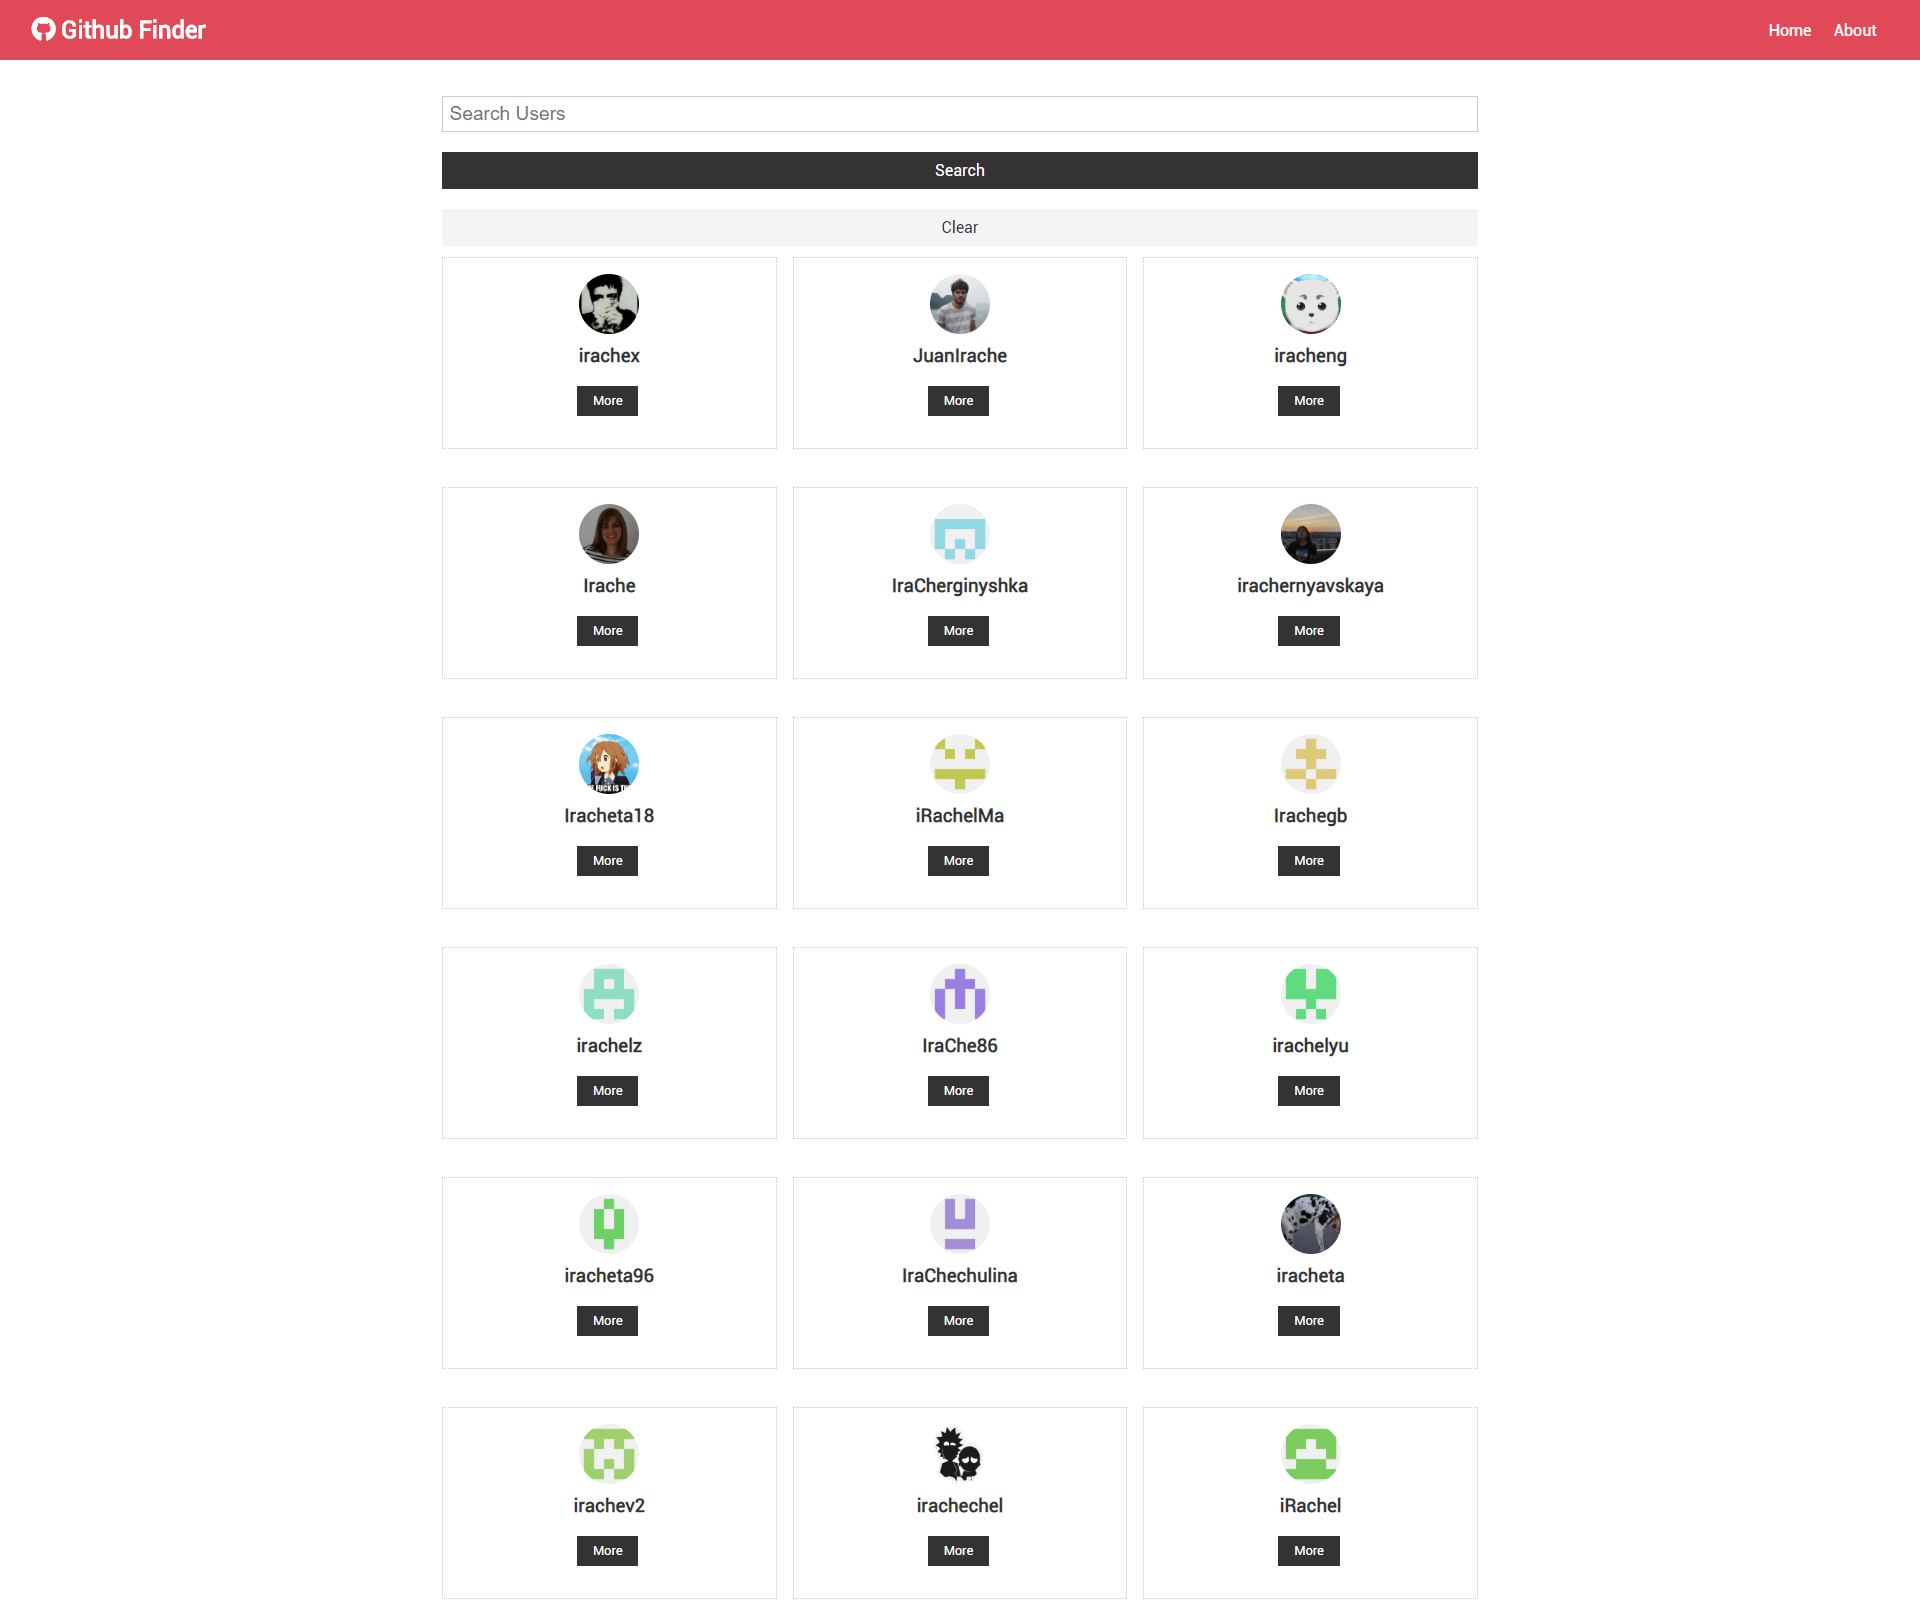 Github Finder Home About
Search Users
Search
Clear
irachex JuanIrache iracheng
More More More
Irache IraCherginyshka irachernyavskaya
More More More
Iracheta18 iRachelMa Irachegb
More More More
irachelz IraChe86 irachelyu
More More More
iracheta96 IraChechulina iracheta
More More More
irachev2 irachechel iRachel
More More More